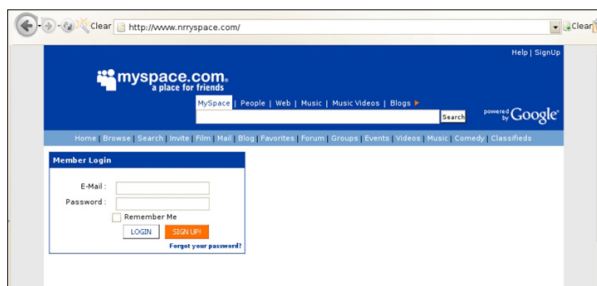 Clear http://www.nrryspace.com/ Clear
Help | SignUp
myspace.com®
a place for friends
MySpace | People | Web | Music | Music Videos | Blogs
Search powered by Google™
Home | Browse | Search | Invite | Film | Mail | Blog | Favorites | Forum | Groups | Events | Videos | Music | Comedy | Classifieds
Member Login
E-Mail :
Password :
Remember Me
LOGIN SIGN UP!
Forgot your password?